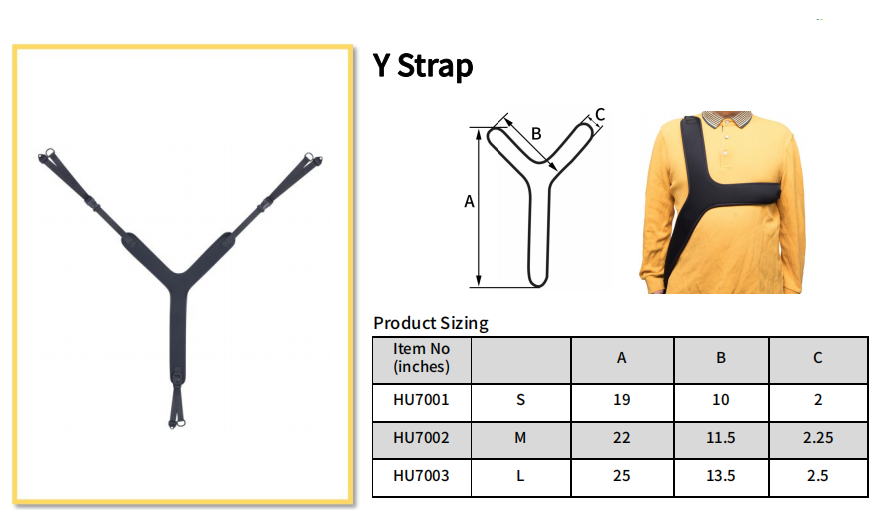 Y Strap
A
B
C
Product Sizing
Item No
(inches)
A B C
HU7001 S 19 10 2
HU7002 M 22 11.5 2.25
HU7003 L 25 13.5 2.5